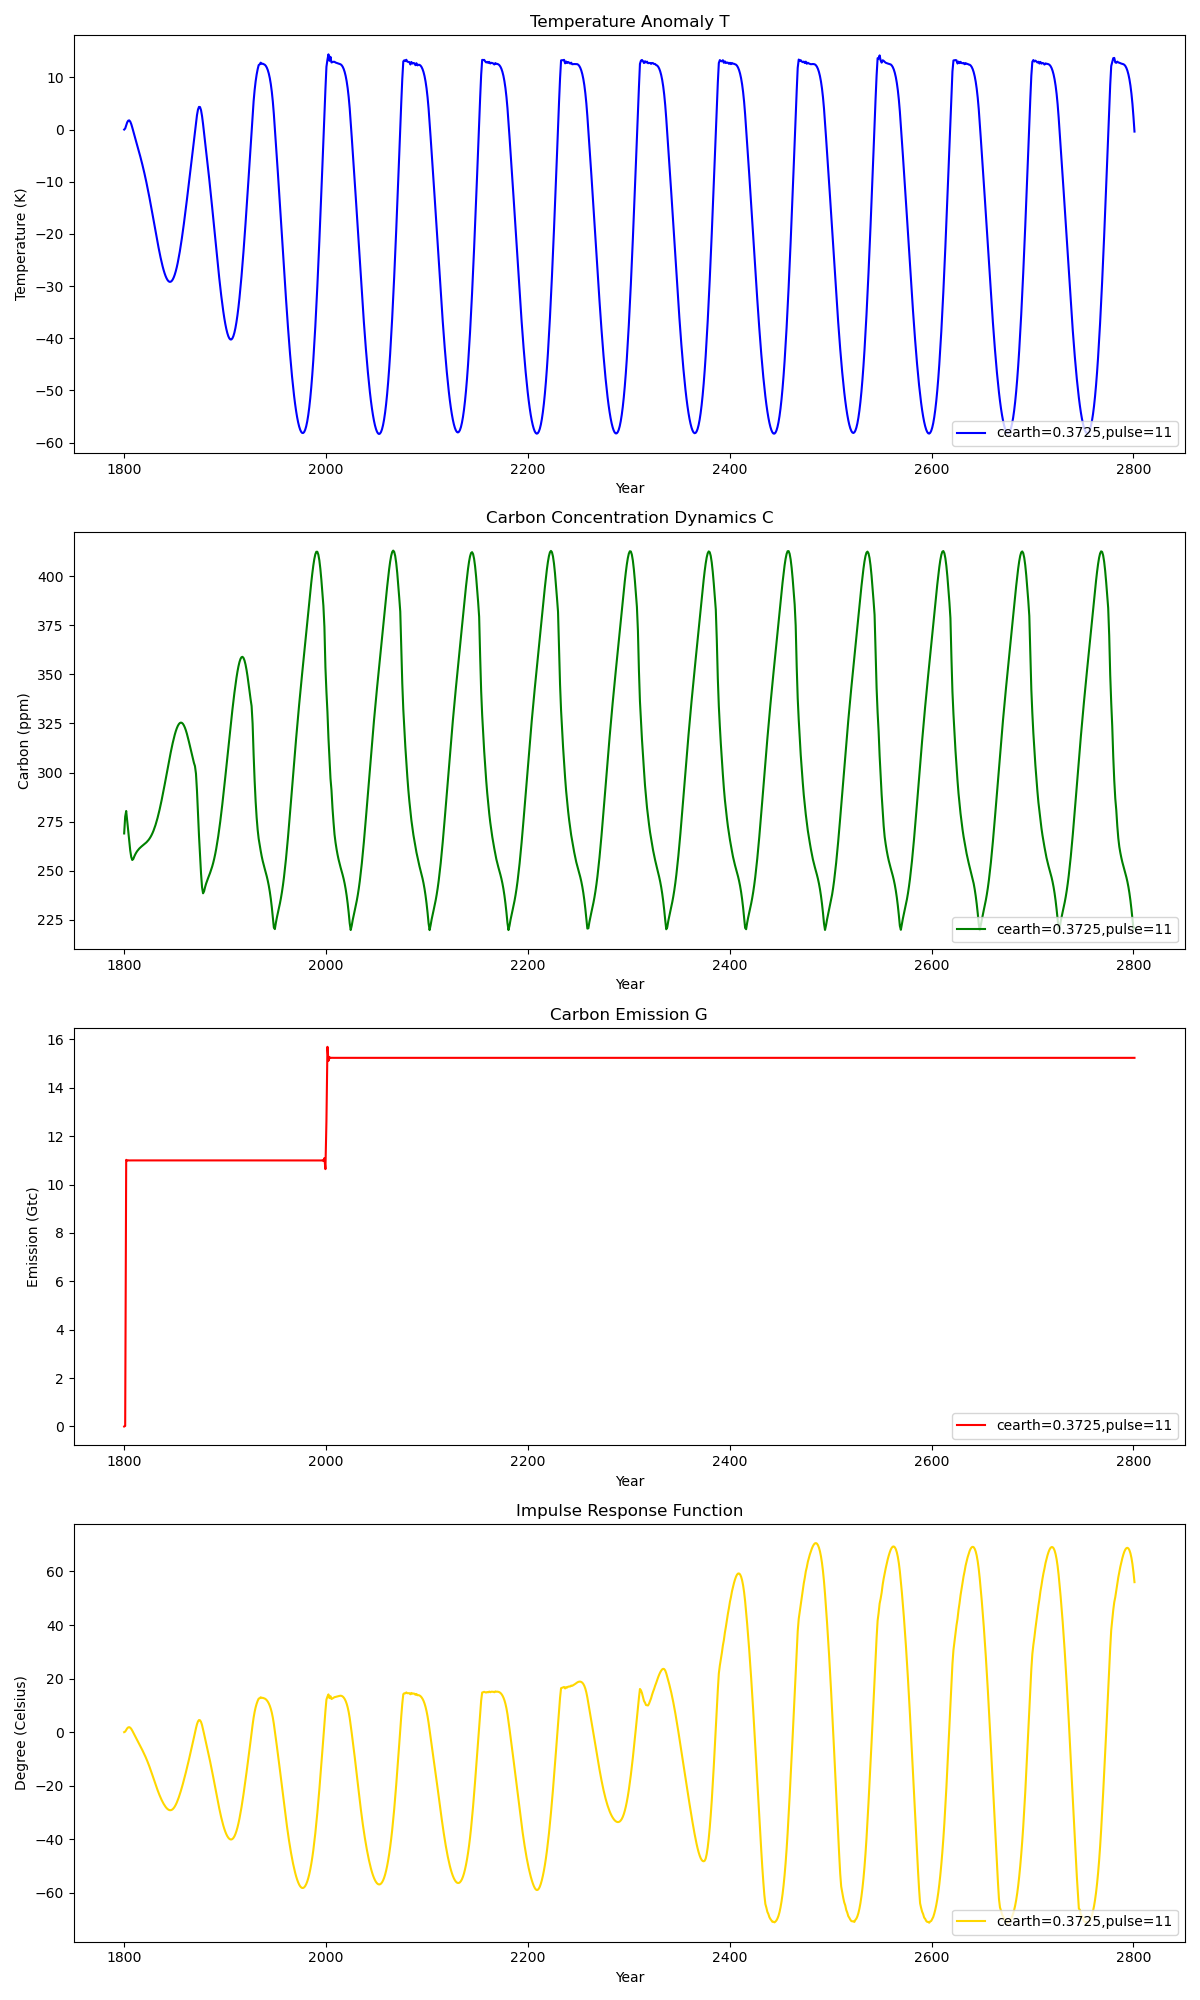 Temperature Anomaly T
10
0
−10
−20
−30
−40
−50
−60
Temperature (K)
cearth=0.3725,pulse=11
1800 2000 2200 2400 2600 2800
Year
Carbon Concentration Dynamics C
400
375
350
325
300
275
250
225
Carbon (ppm)
cearth=0.3725,pulse=11
1800 2000 2200 2400 2600 2800
Year
Carbon Emission G
16
14
12
10
8
6
4
2
0
Emission (Gtc)
cearth=0.3725,pulse=11
1800 2000 2200 2400 2600 2800
Year
Impulse Response Function
60
40
20
0
−20
−40
−60
Degree (Celsius)
cearth=0.3725,pulse=11
1800 2000 2200 2400 2600 2800
Year